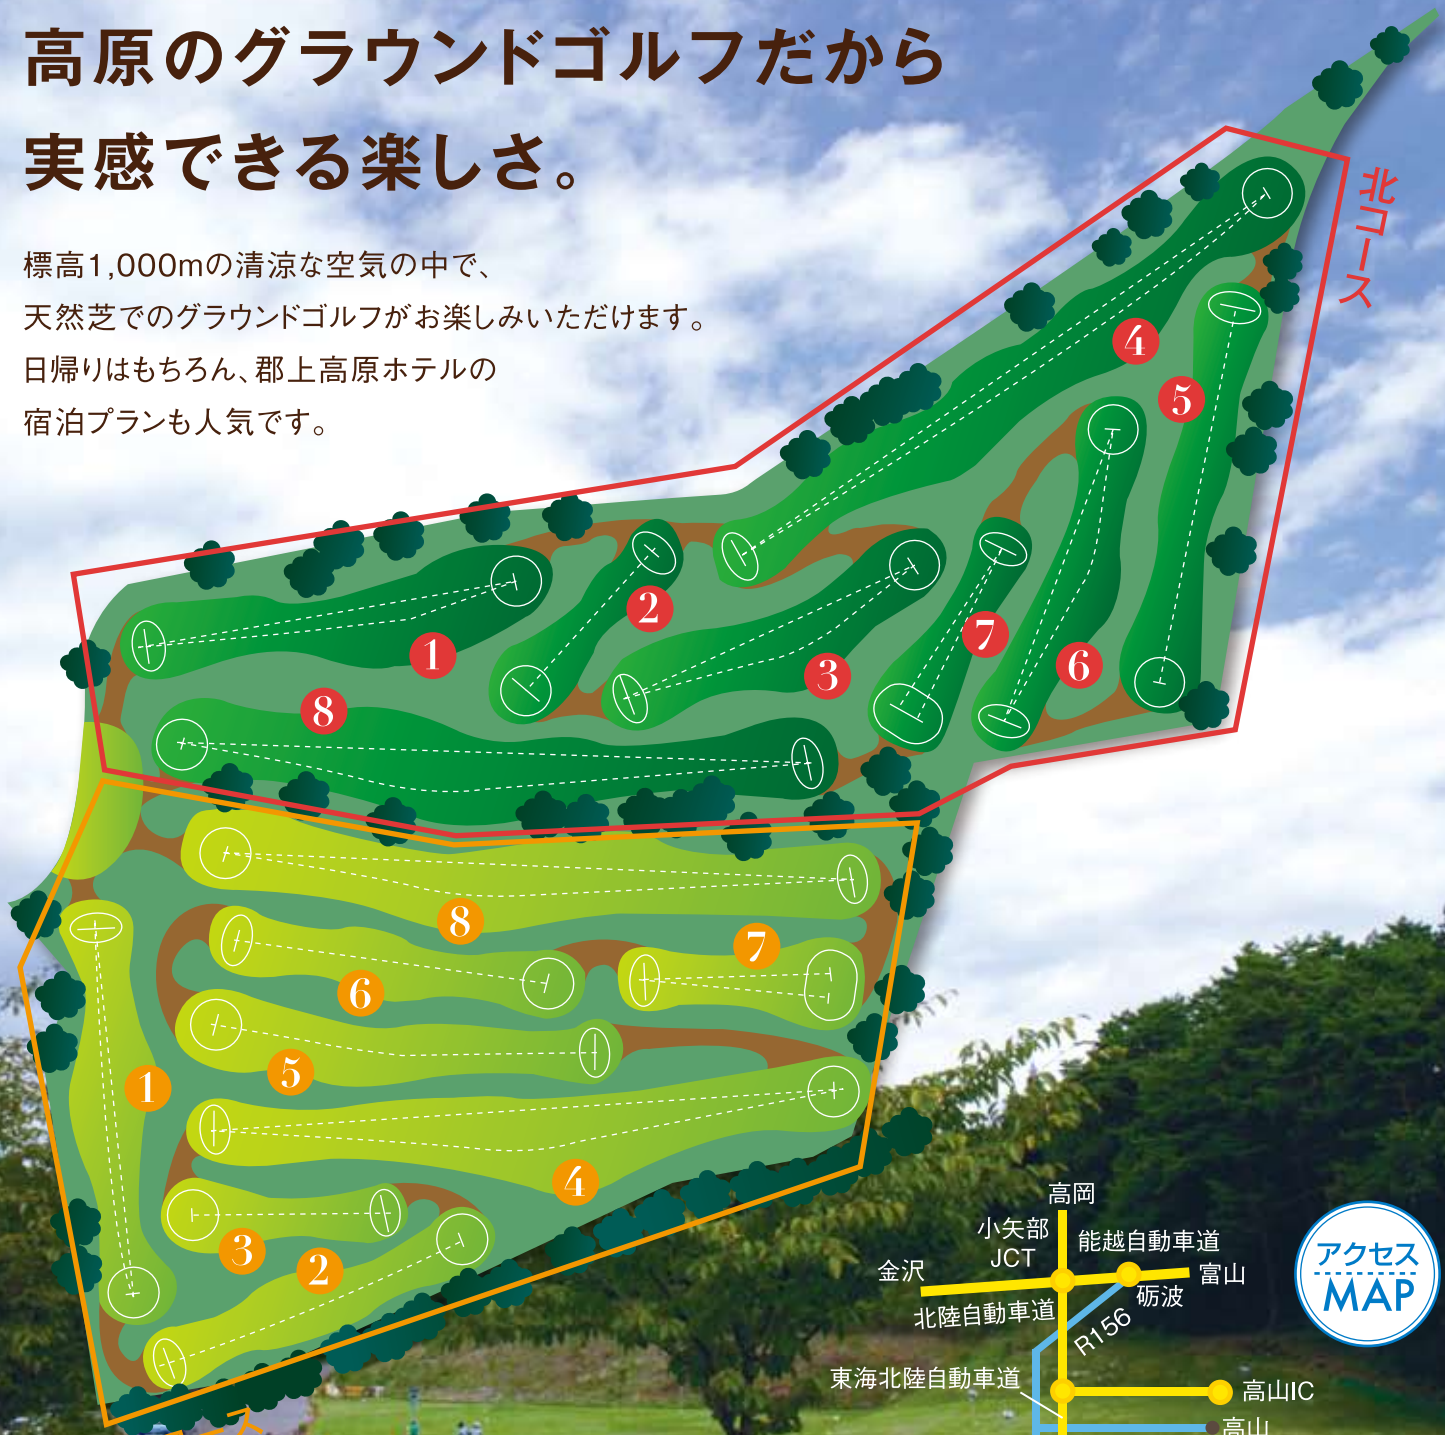 高原のグラウンドゴルフだから
実感できる楽しさ。
標高1,000mの清涼な空気の中で、
天然芝でのグラウンドゴルフがお楽しみいただけます。
日帰りはもちろん、郡上高原ホテルの
宿泊プランも人気です。
北コース
4
5
2
1
7
3
6
8
8
7
6
5
1
4
3
2
ス
アクセス
MAP
高岡
小矢部
JCT
能越自動車道
金沢
富山
北陸自動車道
砺波
R156
東海北陸自動車道
高山IC
高山